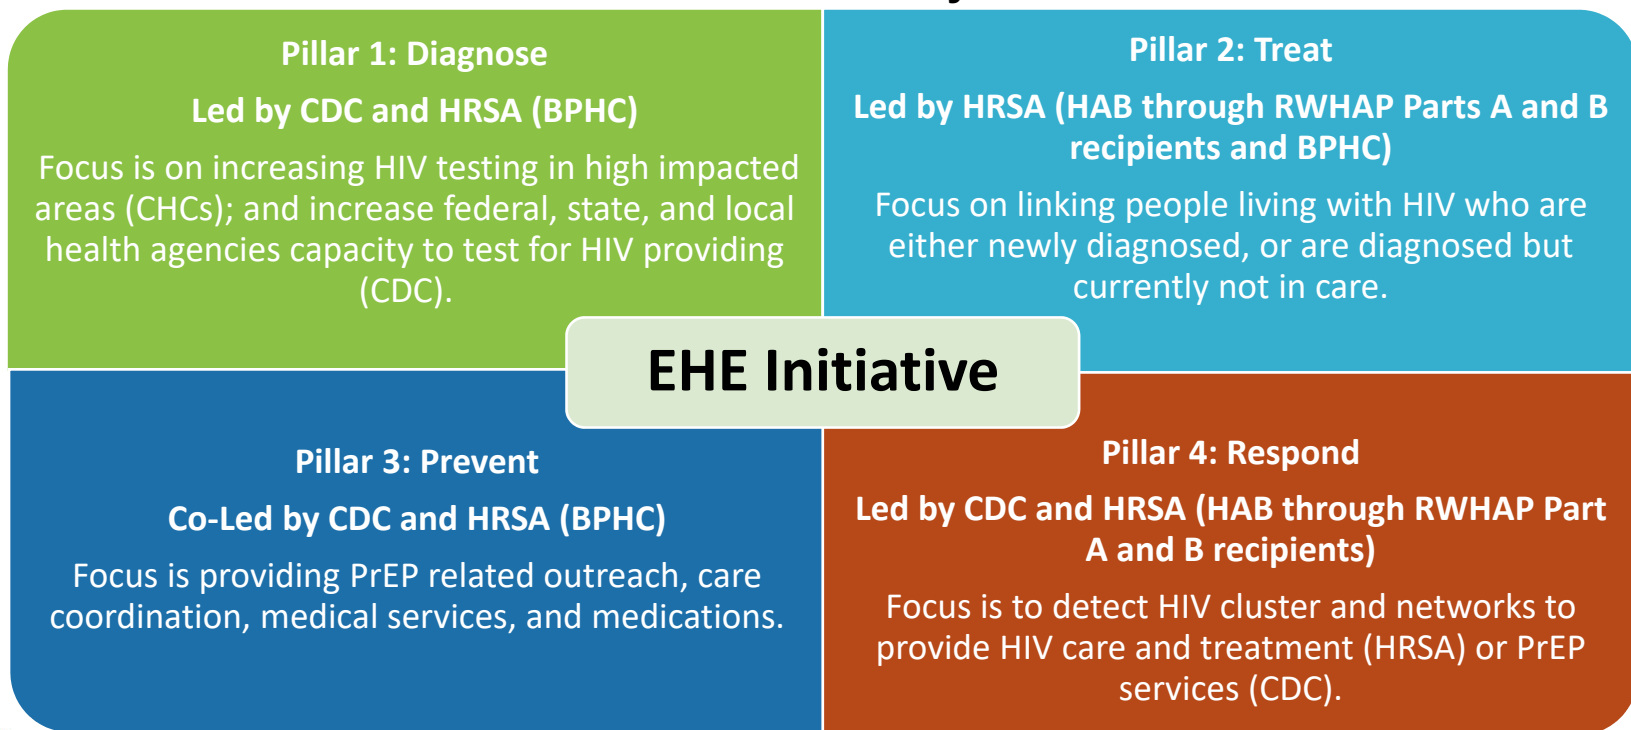 Pillar 1: Diagnose
Led by CDC and HRSA (BPHC)
Focus is on increasing HIV testing in high impacted
areas (CHCs); and increase federal, state, and local
health agencies capacity to test for HIV providing
(CDC).
Pillar 2: Treat
Led by HRSA (HAB through RWHAP Parts A and B
recipients and BPHC)
Focus on linking people living with HIV who are
either newly diagnosed, or are diagnosed but
currently not in care.
EHE Initiative
Pillar 3: Prevent
Co-Led by CDC and HRSA (BPHC)
Focus is providing PrEP related outreach, care
coordination, medical services, and medications.
Pillar 4: Respond
Led by CDC and HRSA (HAB through RWHAP Part
A and B recipients)
Focus is to detect HIV cluster and networks to
provide HIV care and treatment (HRSA) or PrEP
services (CDC).